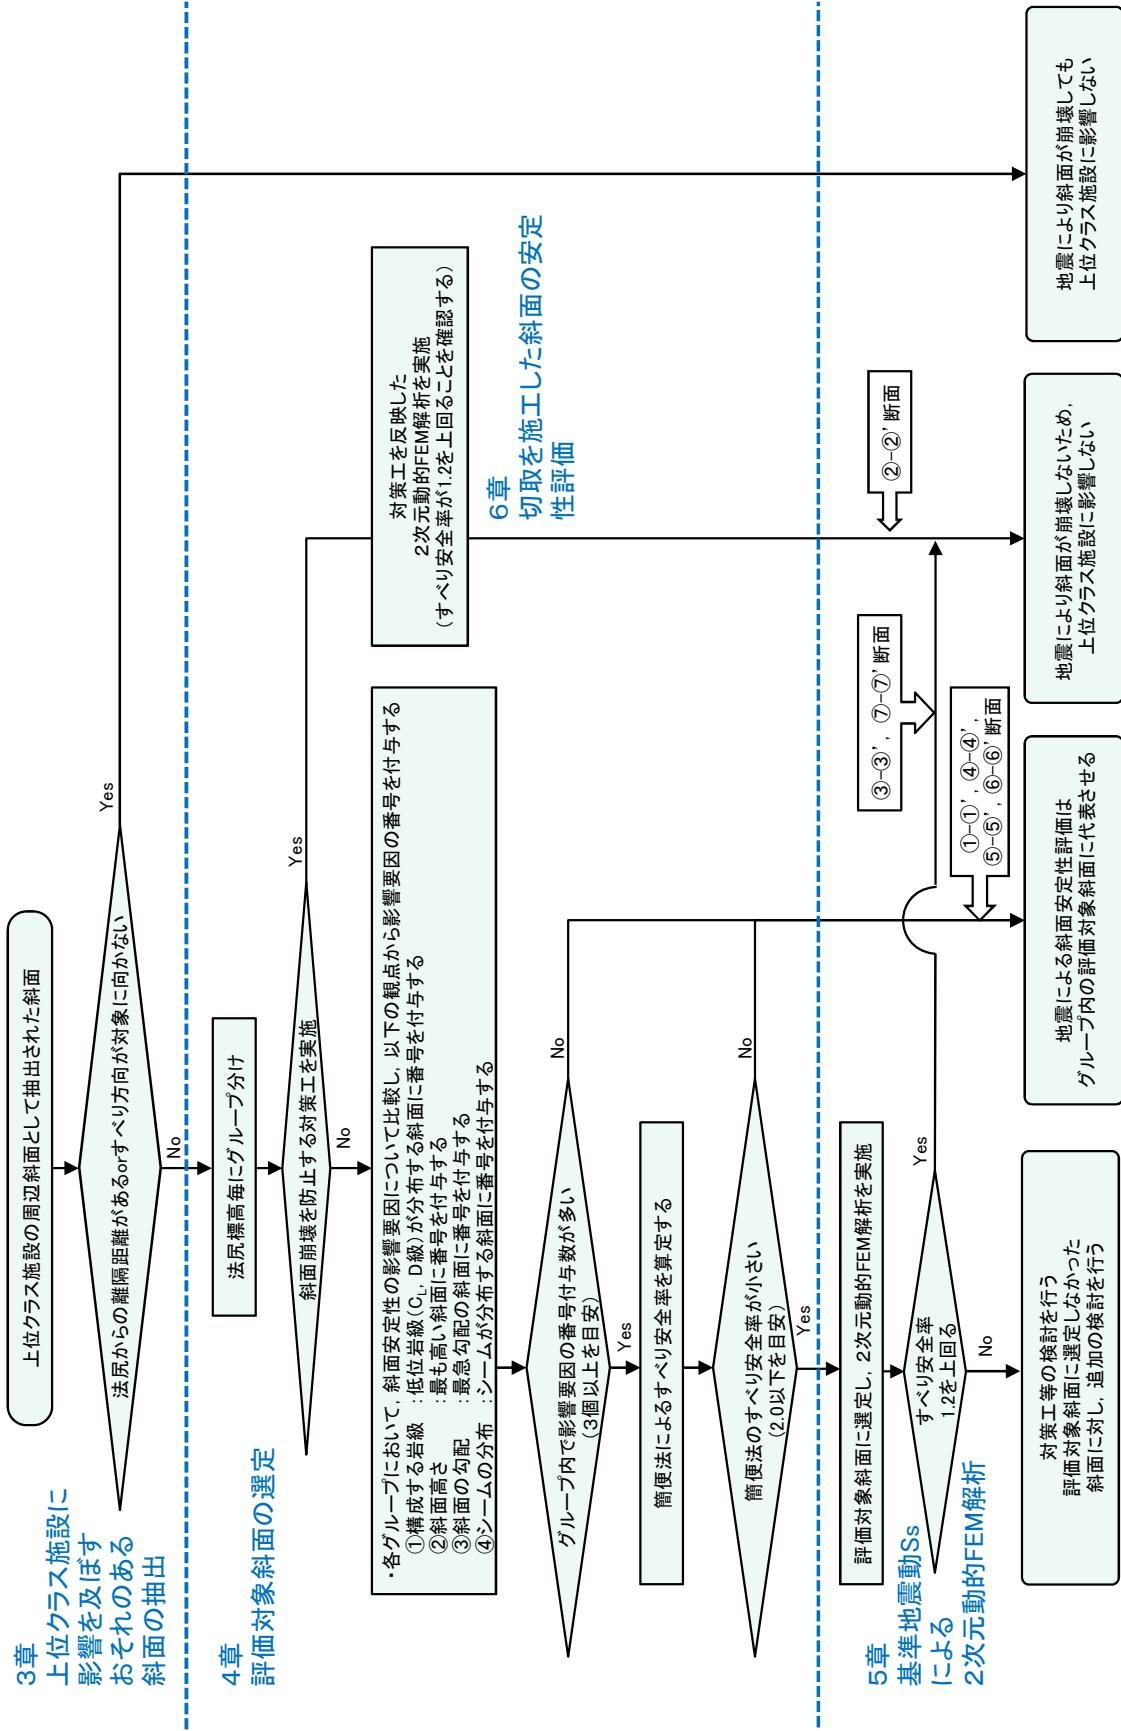 3章
上位クラス施設に
影響を及ぼす
おそれのある
斜面の抽出
上位クラス施設の周辺斜面として抽出された斜面
法尻からの離隔距離があるorすべり方向が対象に向かない
Yes
No
4章
評価対象斜面の選定
法尻標高毎にグループ分け
斜面崩壊を防止する対策工を実施
Yes
No
・各グループにおいて，斜面安定性の影響要因について比較し，以下の観点から影響要因の番号を付与する
①構成する岩級 ：低位岩級(CL，D級)が分布する斜面に番号を付与する
②斜面高さ ：最も高い斜面に番号を付与する
③斜面の勾配 ：最急勾配の斜面に番号を付与する
④シームの分布 ：シームが分布する斜面に番号を付与する
対策工を反映した
2次元動的FEM解析を実施
(すべり安全率が1.2を上回ることを確認する)
6章
切取を施工した斜面の安定
性評価
グループ内で影響要因の番号付与数が多い
(3個以上を目安)
No
Yes
簡便法によるすべり安全率を算定する
簡便法のすべり安全率が小さい
(2.0以下を目安)
No
Yes
5章
基準地震動Ss
による
2次元動的FEM解析
評価対象斜面に選定し，2次元動的FEM解析を実施
すべり安全率
1.2を上回る
Yes
No
③-③’，⑦-⑦’断面
②-②’断面
①-①’，④-④’，
⑤-⑤’，⑥-⑥’断面
対策工等の検討を行う
評価対象斜面に選定しなかった
斜面に対し，追加の検討を行う
地震による斜面安定性評価は
グループ内の評価対象斜面に代表させる
地震により斜面が崩壊しないため，
上位クラス施設に影響しない
地震により斜面が崩壊しても
上位クラス施設に影響しない